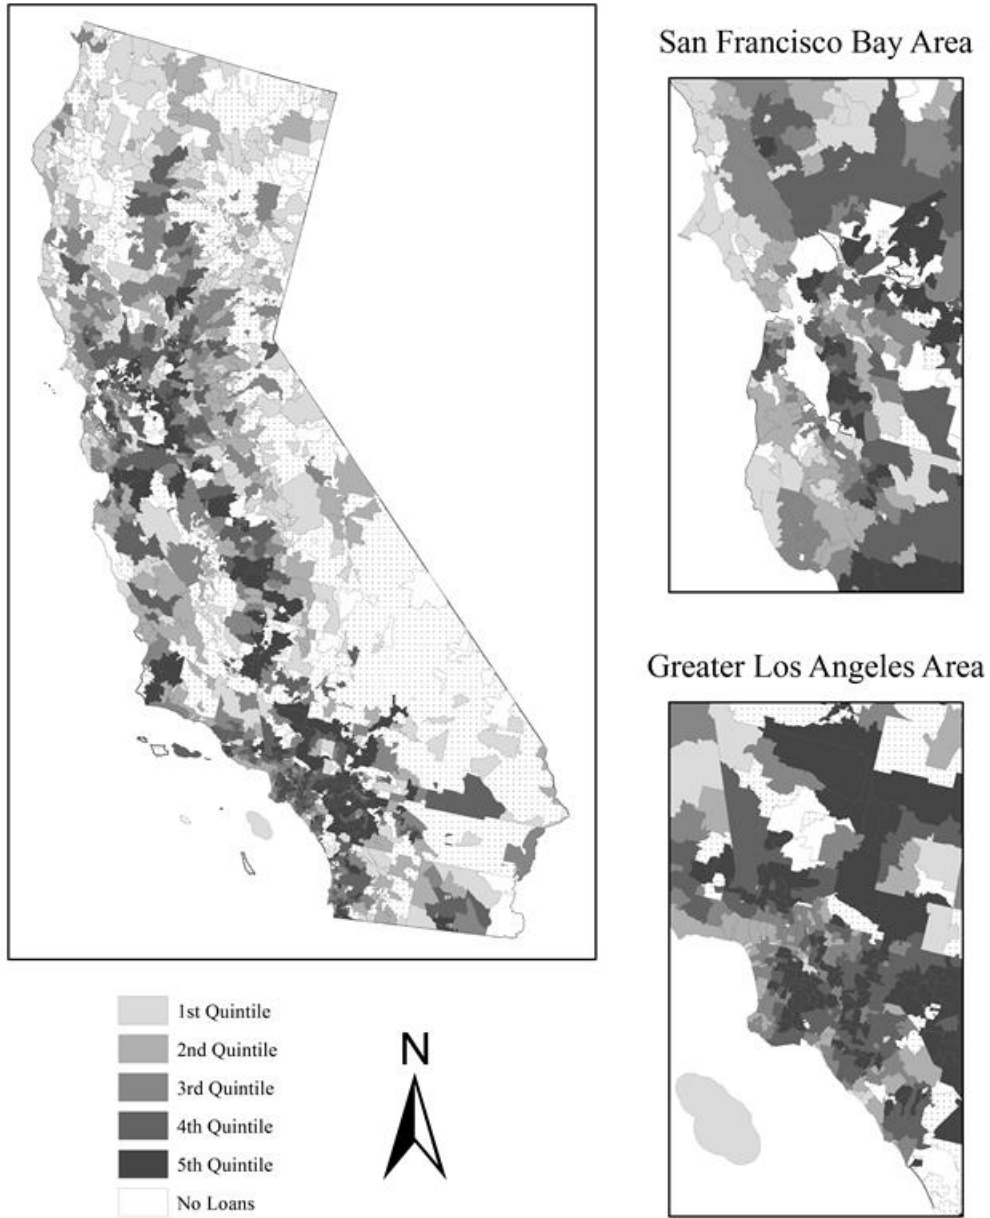 San Francisco Bay Area
Greater Los Angeles Area
1st Quintile
2nd Quintile
3rd Quintile
4th Quintile
5th Quintile
No Loans
N